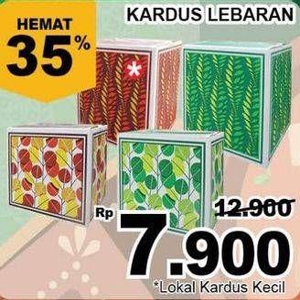 HEMAT
35%
KARDUS LEBARAN
*
Rp
12.900
7.900
*Lokal Kardus Kecil